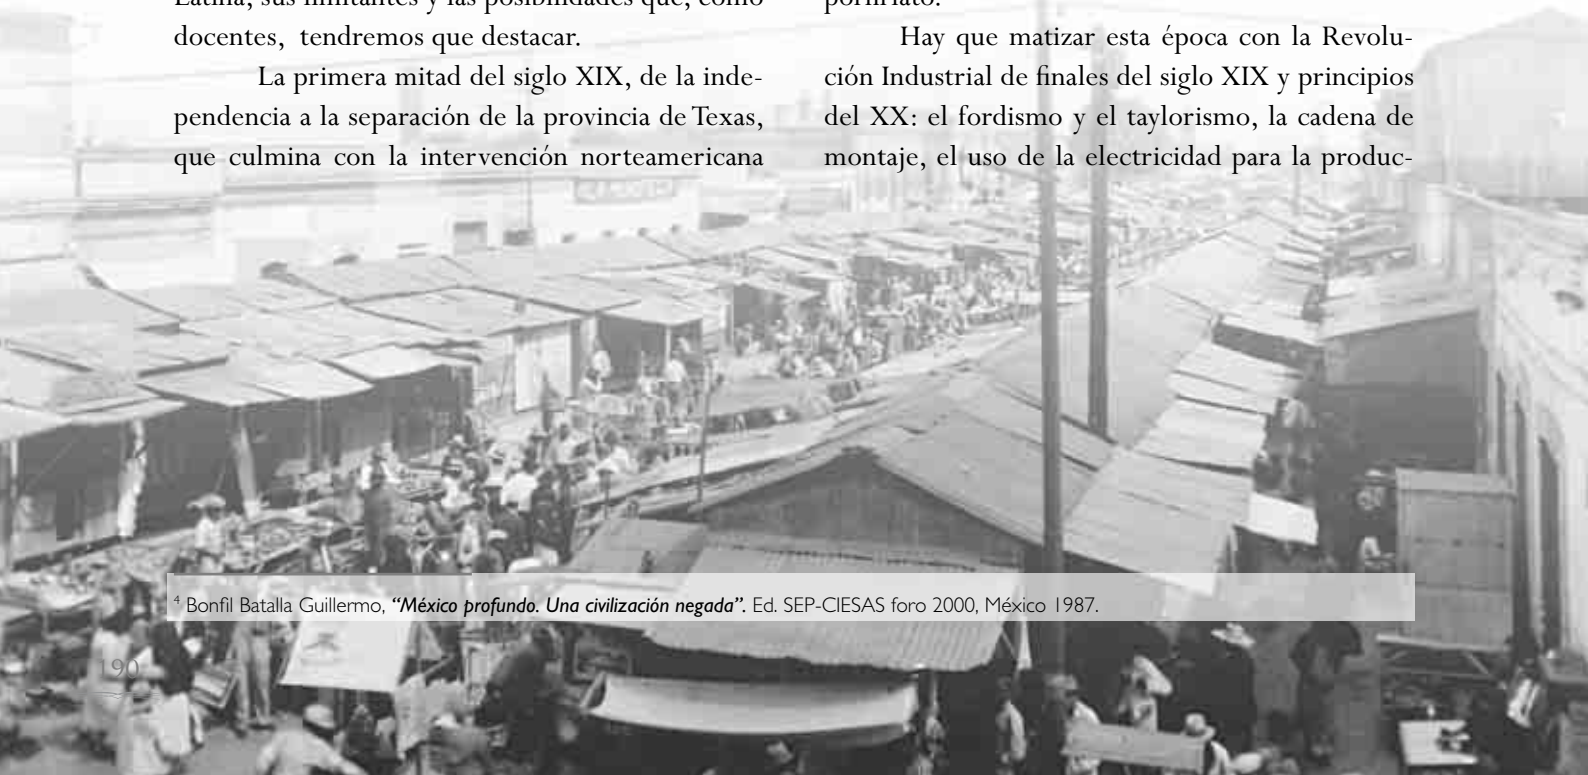 Latina, sus limitantes y las posibilidades que, como
docentes, tendremos que destacar.
La primera mitad del siglo XIX, de la inde-
pendencia a la separación de la provincia de Texas,
que culmina con la intervención norteamericana
porfiriato.
Hay que matizar esta época con la Revolu-
ción Industrial de finales del siglo XIX y principios
del XX: el fordismo y el taylorismo, la cadena de
montaje, el uso de la electricidad para la produc-
4 Bonfil Batalla Guillermo, “México profundo. Una civilización negada”. Ed. SEP-CIESAS foro 2000, México 1987.
190